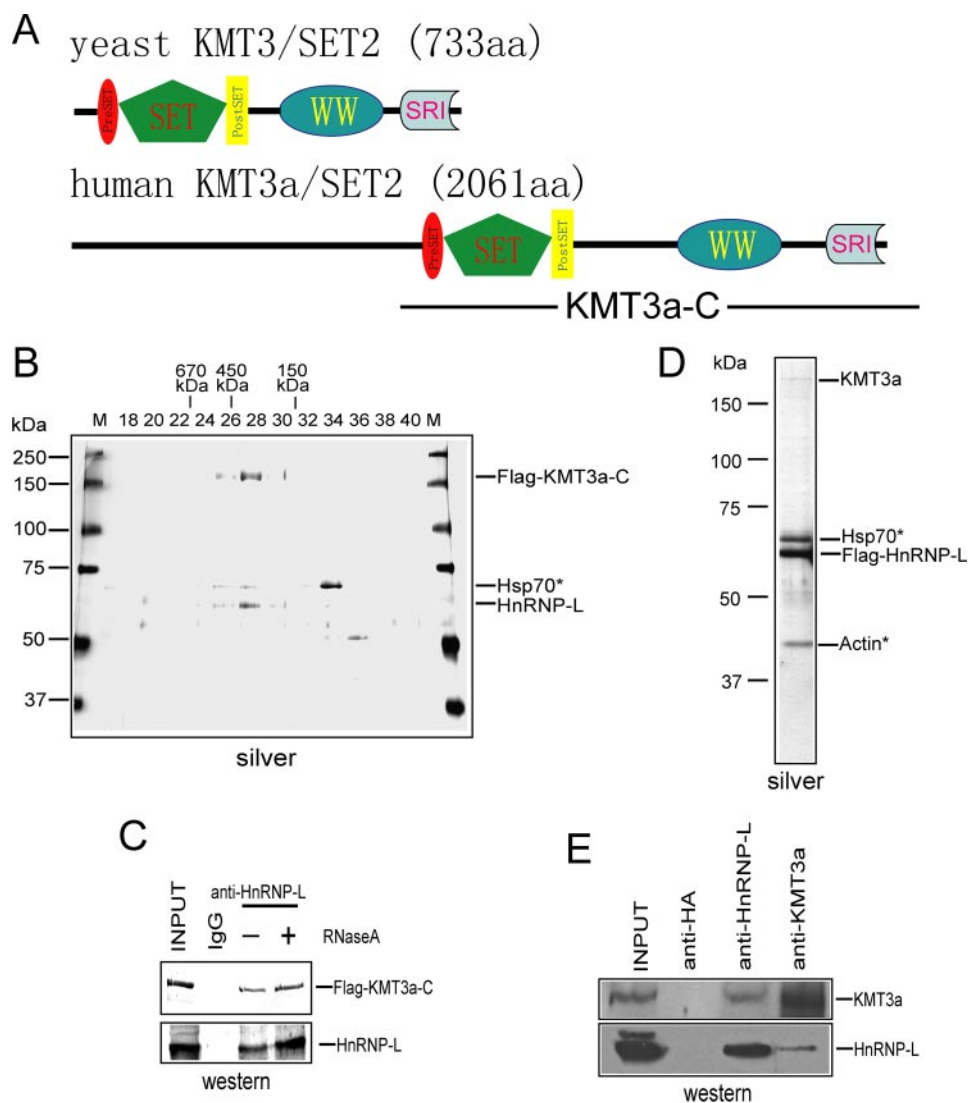 A
yeast KMT3/SET2 (733aa)
PreSET SET PostSET WW SRI
human KMT3a/SET2 (2061aa)
PreSET SET PostSET WW SRI
KMT3a-C
B
670 kDa 450 kDa 150 kDa
kDa M 18 20 22 24 26 28 30 32 34 36 38 40 M
250
150
100
75
50
37
Flag-KMT3a-C
Hsp70*
HnRNP-L
silver
D
kDa
150
100
75
50
37
KMT3a
Hsp70*
Flag-HnRNP-L
Actin*
silver
C
INPUT IgG anti-HnRNP-L
− + RNaseA
Flag-KMT3a-C
HnRNP-L
western
E
INPUT anti-HA anti-HnRNP-L anti-KMT3a
KMT3a
HnRNP-L
western